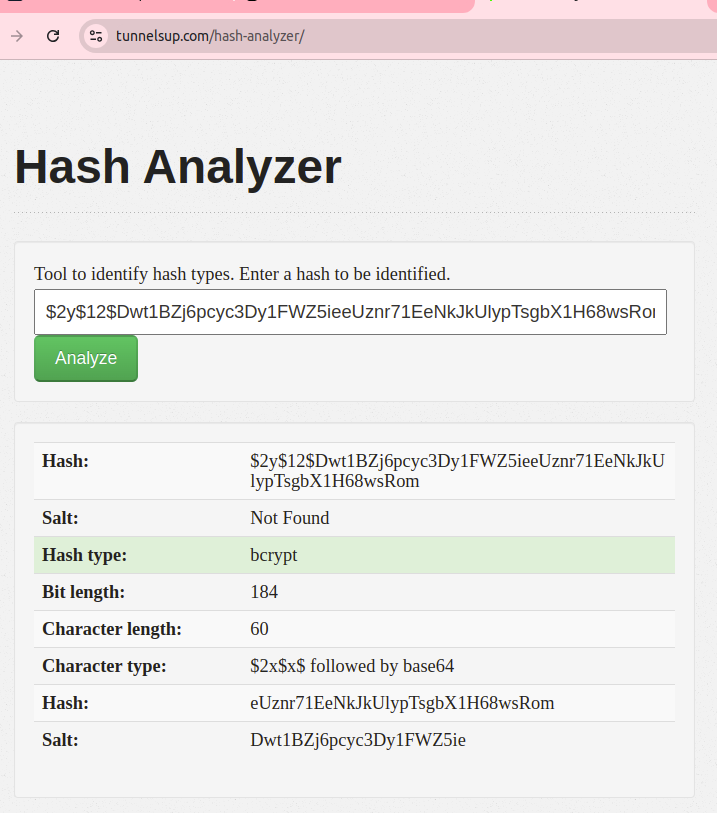 tunnelsup.com/hash-analyzer/
Hash Analyzer
Tool to identify hash types. Enter a hash to be identified.
$2y$12$Dwt1BZj6pcyc3Dy1FWZ5ieeUznr71EeNkJkUlypTsgbX1H68wsRo
Analyze
Hash: $2y$12$Dwt1BZj6pcyc3Dy1FWZ5ieeUznr71EeNkJkU
lypTsgbX1H68wsRom
Salt: Not Found
Hash type: bcrypt
Bit length: 184
Character length: 60
Character type: $2x$x$ followed by base64
Hash: eUznr71EeNkJkUlypTsgbX1H68wsRom
Salt: Dwt1BZj6pcyc3Dy1FWZ5ie